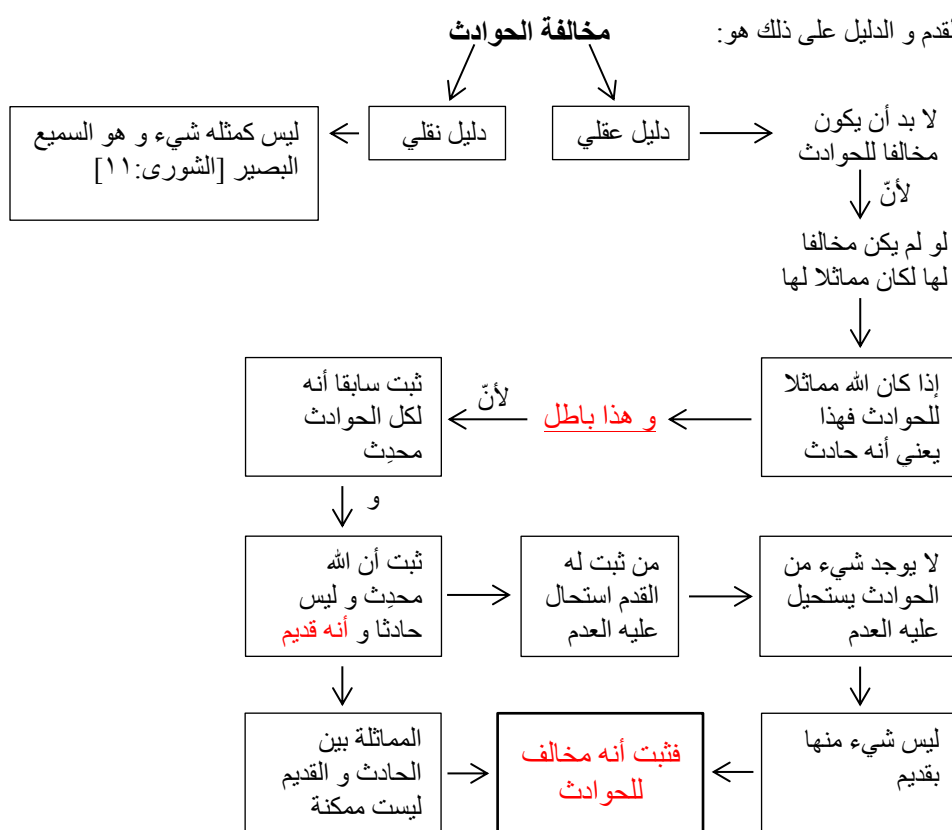 القدم و الدليل على ذلك هو:
مخالفة الحوادث
لا بد أن يكون
مخالفا للحوادث
دليل عقلي
دليل نقلي
ليس كمثله شيء و هو السميع
البصير [الشورى:١١]
لأنّ
لو لم يكن مخالفا
لها لكان مماثلا لها
إذا كان الله مماثلا
للحوادث فهذا
يعني أنه حادث
و هذا باطل
لأنّ
ثبت سابقا أنه
لكل الحوادث
محدِث
و
ثبت أن الله
محدِث و ليس
حادثا و أنه قديم
من ثبت له
القدم استحال
عليه العدم
لا يوجد شيء من
الحوادث يستحيل
عليه العدم
ليس شيء منها
بقديم
المماثلة بين
الحادث و القديم
ليست ممكنة
فثبت أنه مخالف
للحوادث